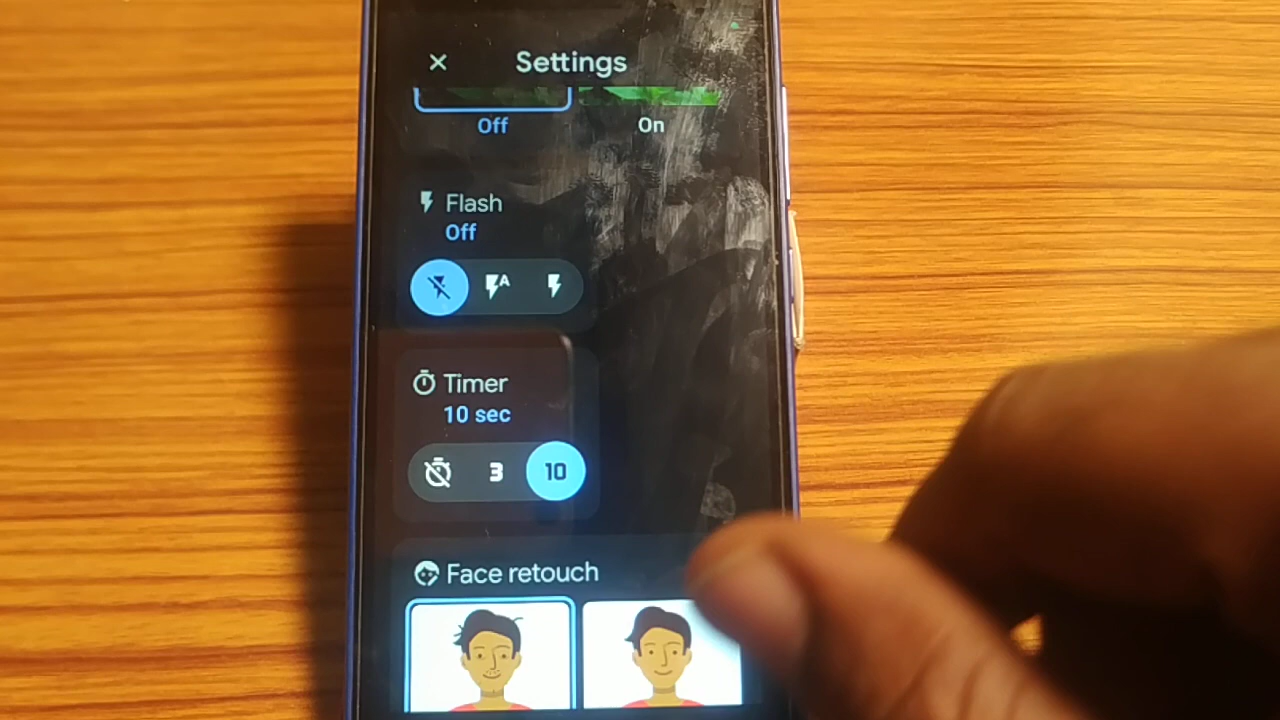 Settings
Off On
Flash
Off
A
Timer
10 sec
3 10
Face retouch